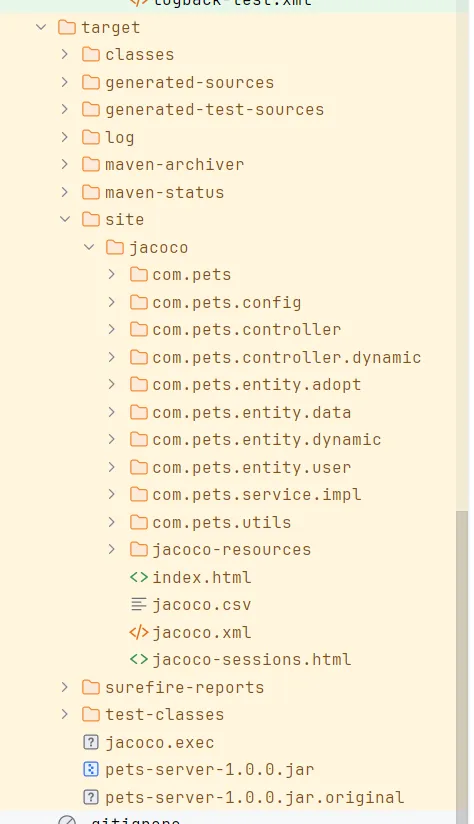 logback-test.xml
target
classes
generated-sources
generated-test-sources
log
maven-archiver
maven-status
site
jacoco
com.pets
com.pets.config
com.pets.controller
com.pets.controller.dynamic
com.pets.entity.adopt
com.pets.entity.data
com.pets.entity.dynamic
com.pets.entity.user
com.pets.service.impl
com.pets.utils
jacoco-resources
index.html
jacoco.csv
jacoco.xml
jacoco-sessions.html
surefire-reports
test-classes
jacoco.exec
pets-server-1.0.0.jar
pets-server-1.0.0.jar.original
.gitignore